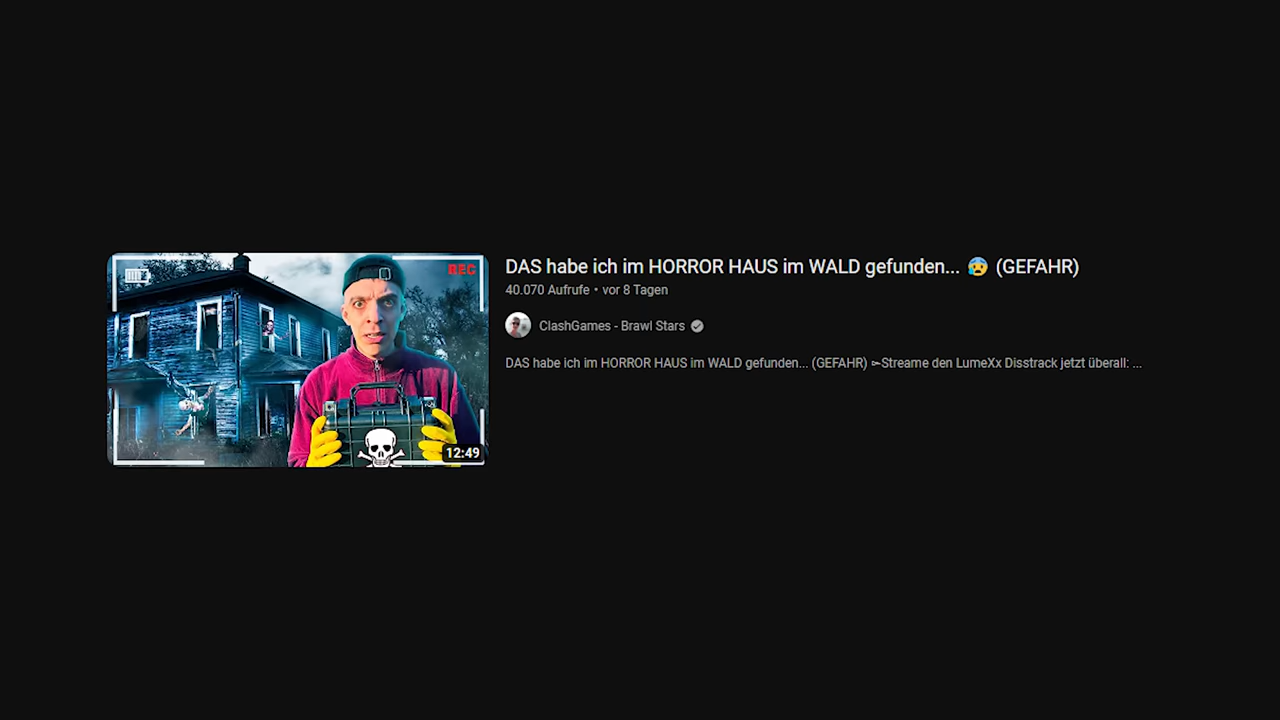 REC
12:49
DAS habe ich im HORROR HAUS im WALD gefunden... 😰 (GEFAHR)
40.070 Aufrufe • vor 8 Tagen
ClashGames - Brawl Stars
DAS habe ich im HORROR HAUS im WALD gefunden... (GEFAHR) ►Streame den LumeXx Disstrack jetzt überall: ...